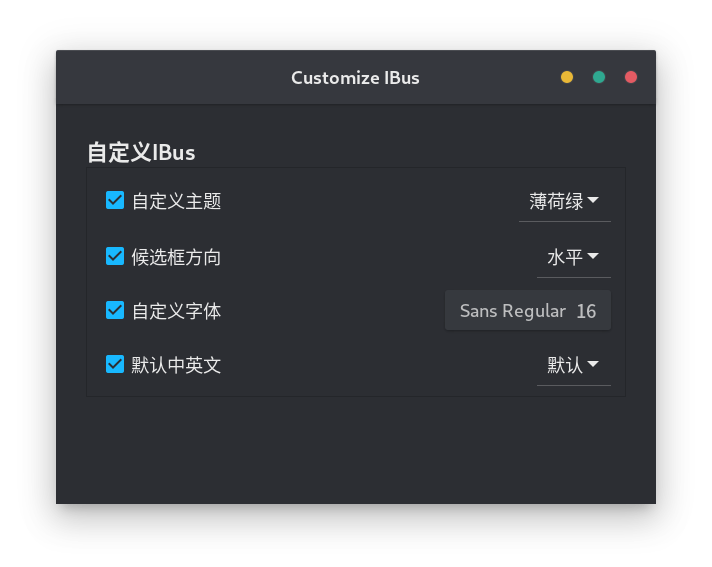 Customize IBus
自定义IBus
自定义主题 薄荷绿
候选框方向 水平
自定义字体 Sans Regular 16
默认中英文 默认